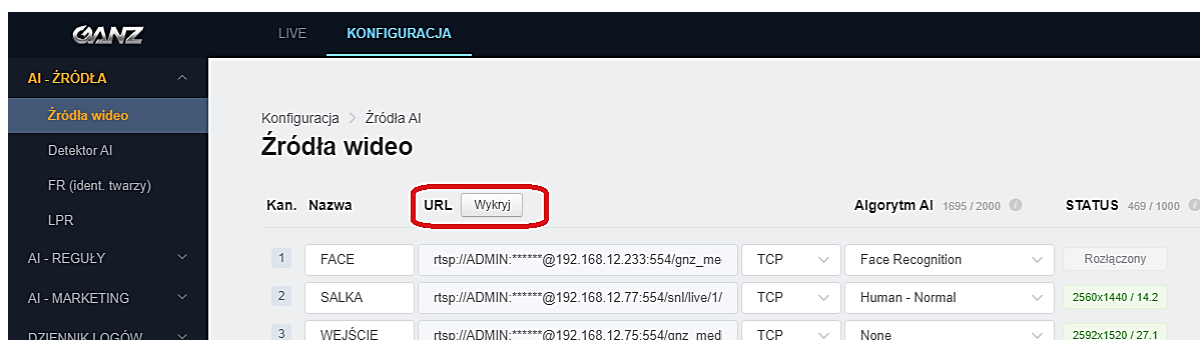 GANZ
LIVE KONFIGURACJA
AI - ŹRÓDŁA
Źródła wideo
Detektor AI
FR (ident. twarzy)
LPR
AI - REGUŁY
AI - MARKETING
DZIENNIK LOGÓW
Konfiguracja > Źródła AI
Źródła wideo
Kan. Nazwa URL Wykryj Algorytm AI 1695 / 2000 i STATUS 469 / 1000 i
1 FACE rtsp://ADMIN:******@192.168.12.233:554/gnz_me TCP Face Recognition Rozłączony
2 SALKA rtsp://ADMIN:******@192.168.12.77:554/snl/live/1/ TCP Human - Normal 2560x1440 / 14.2
3 WEJŚCIE rtsp://ADMIN:******@192.168.12.75:554/gnz_med TCP None 2592x1520 / 27.1